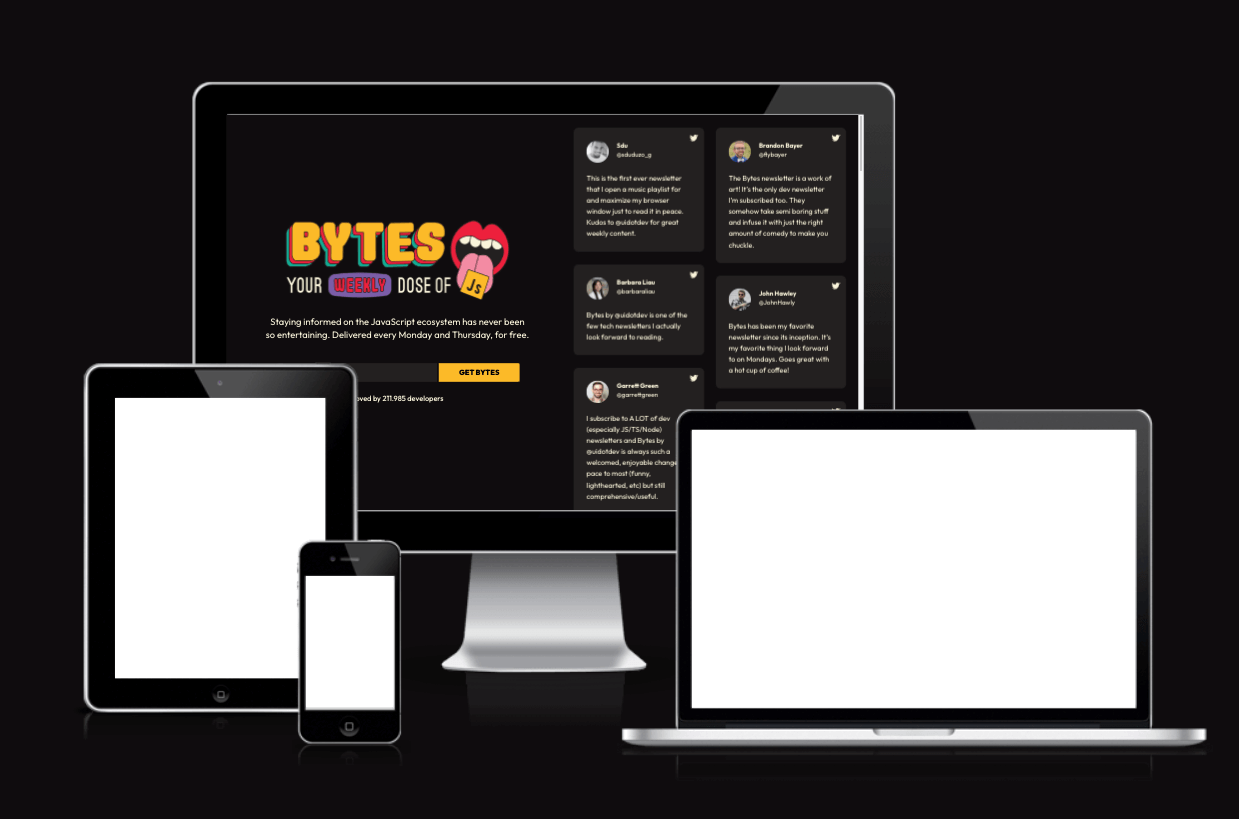 BYTES
YOUR WEEKLY DOSE OF JS
Staying informed on the JavaScript ecosystem has never been
so entertaining. Delivered every Monday and Thursday, for free.
GET BYTES
by 211.985 developers
Sdu
@sduduzo_g
This is the first ever newsletter
that I open a music playlist for
and maximize my browser
window just to read it in peace.
Kudos to @uidotdev for great
weekly content.
Barbara Liau
@barbaraliau
Bytes by @uidotdev is one of the
few tech newsletters I actually
look forward to reading.
Garrett Green
@garrettgreen
I subscribe to A LOT of dev
(especially JS/TS/Node)
newsletters and Bytes by
@uidotdev is always such a
welcomed, enjoyable change
pace to most (funny,
lighthearted, etc) but still
comprehensive/useful.
Brandon Bayer
@flybayer
The Bytes newsletter is a work of
art! It's the only dev newsletter
I'm subscribed too. They
somehow take semi boring stuff
and infuse it with just the right
amount of comedy to make you
chuckle.
John Hawley
@JohnHawly
Bytes has been my favorite
newsletter since its inception. It's
my favorite thing I look forward
to on Mondays. Goes great with
a hot cup of coffee!